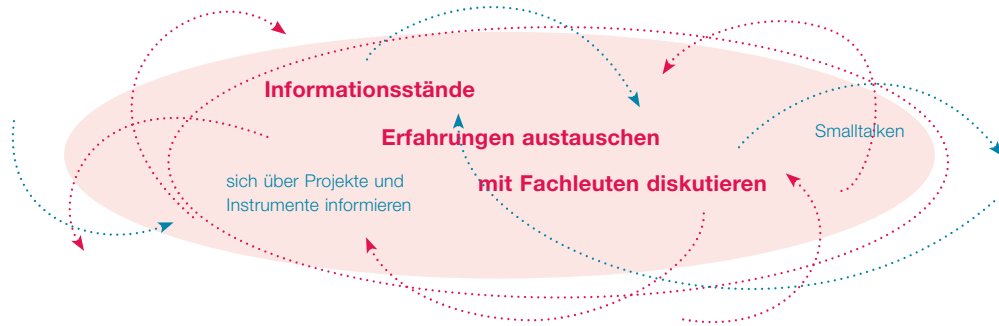 Informationsstände
Erfahrungen austauschen
Smalltalken
mit Fachleuten diskutieren
sich über Projekte und
Instrumente informieren